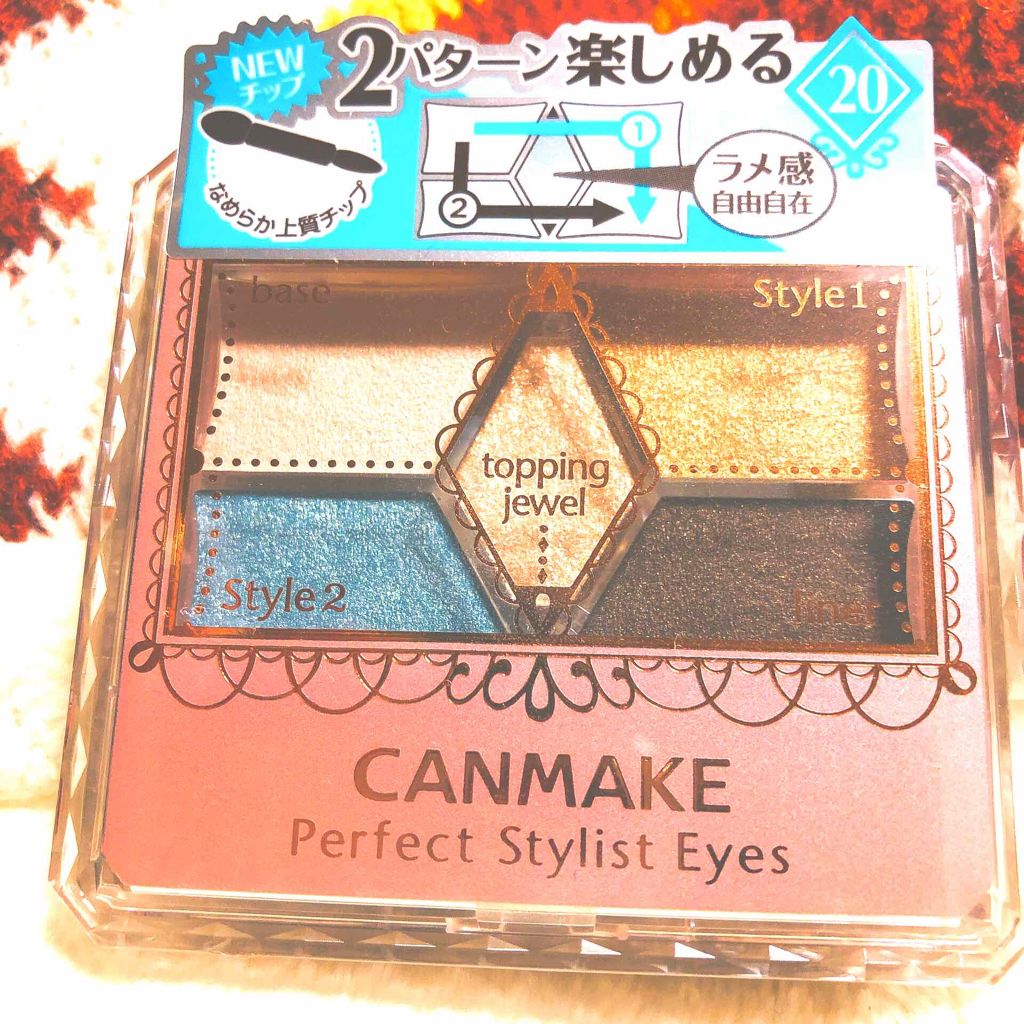 NEW
チップ
2パターン楽しめる
20
なめらか上質チップ
1
2
ラメ感
自由自在
base
Style1
topping
jewel
Style2
liner
CANMAKE
Perfect Stylist Eyes